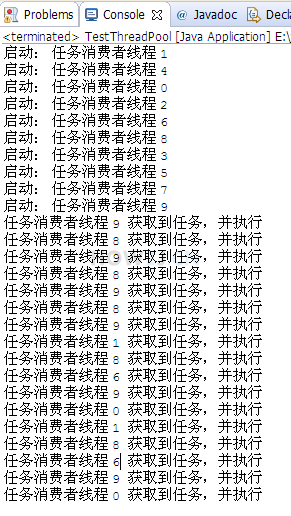 Problems Console Javadoc Decla
<terminated> TestThreadPool [Java Application] E:\
启动: 任务消费者线程 1
启动: 任务消费者线程 4
启动: 任务消费者线程 0
启动: 任务消费者线程 2
启动: 任务消费者线程 6
启动: 任务消费者线程 8
启动: 任务消费者线程 3
启动: 任务消费者线程 5
启动: 任务消费者线程 7
启动: 任务消费者线程 9
任务消费者线程 9 获取到任务，并执行
任务消费者线程 8 获取到任务，并执行
任务消费者线程 9 获取到任务，并执行
任务消费者线程 8 获取到任务，并执行
任务消费者线程 9 获取到任务，并执行
任务消费者线程 8 获取到任务，并执行
任务消费者线程 9 获取到任务，并执行
任务消费者线程 1 获取到任务，并执行
任务消费者线程 8 获取到任务，并执行
任务消费者线程 6 获取到任务，并执行
任务消费者线程 9 获取到任务，并执行
任务消费者线程 0 获取到任务，并执行
任务消费者线程 1 获取到任务，并执行
任务消费者线程 8 获取到任务，并执行
任务消费者线程 6 获取到任务，并执行
任务消费者线程 9 获取到任务，并执行
任务消费者线程 0 获取到任务，并执行